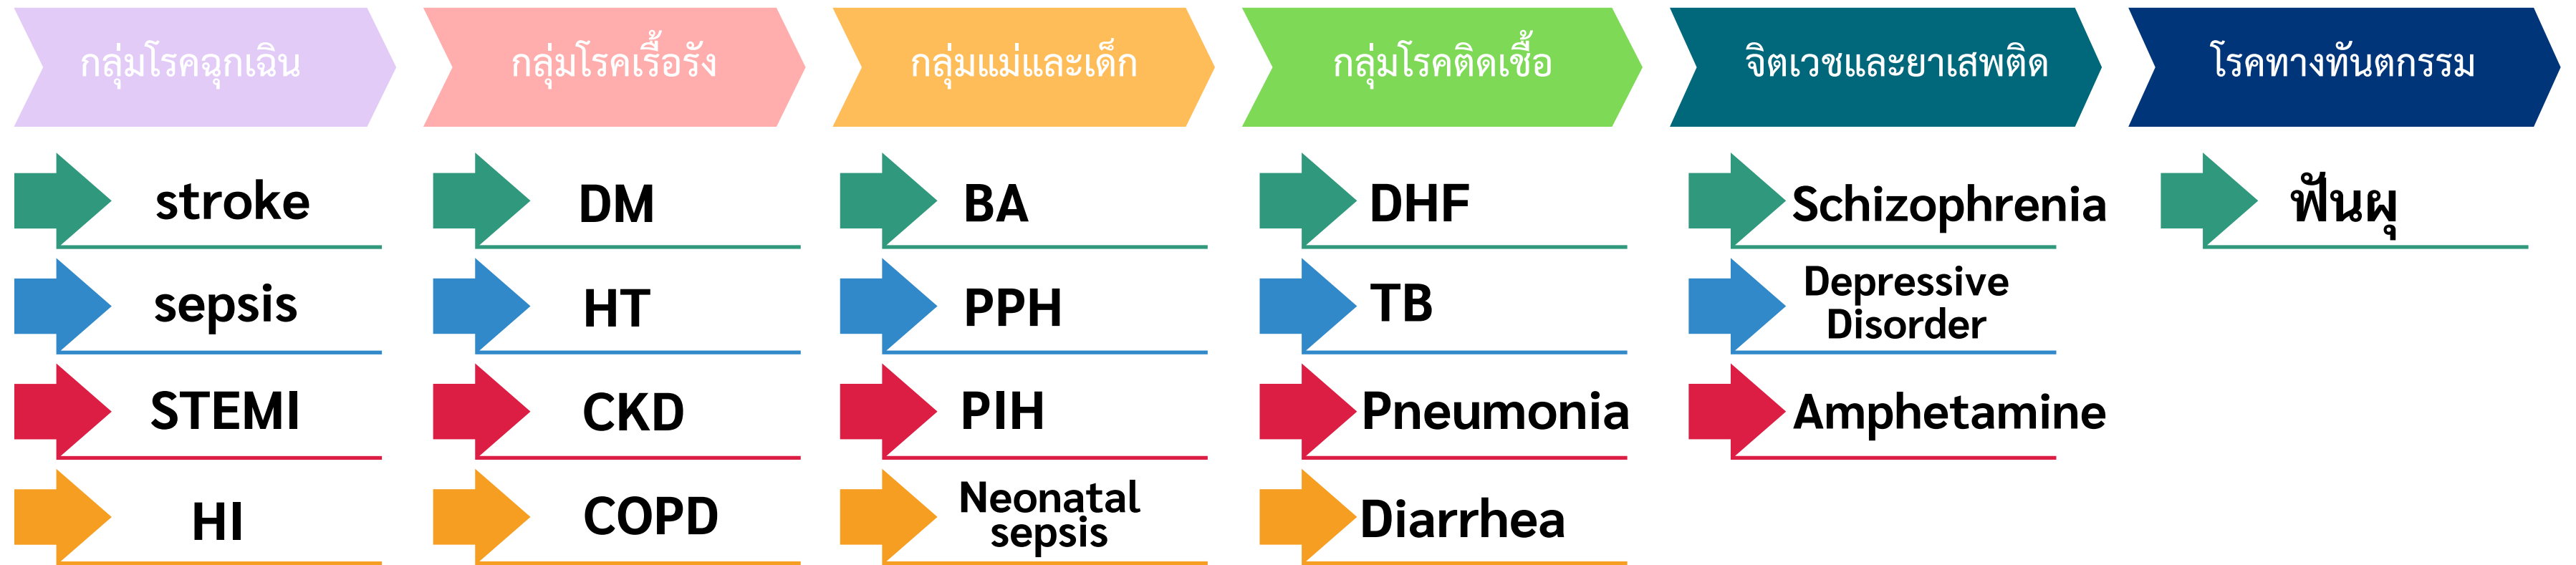 กลุ่มโรคฉุกเฉิน
stroke
sepsis
STEMI
HI
กลุ่มโรคเรื้อรัง
DM
HT
CKD
COPD
กลุ่มแม่และเด็ก
BA
PPH
PIH
Neonatal
sepsis
กลุ่มโรคติดเชื้อ
DHF
TB
Pneumonia
Diarrhea
จิตเวชและยาเสพติด
Schizophrenia
Depressive
Disorder
Amphetamine
โรคทางทันตกรรม
ฟันผุ